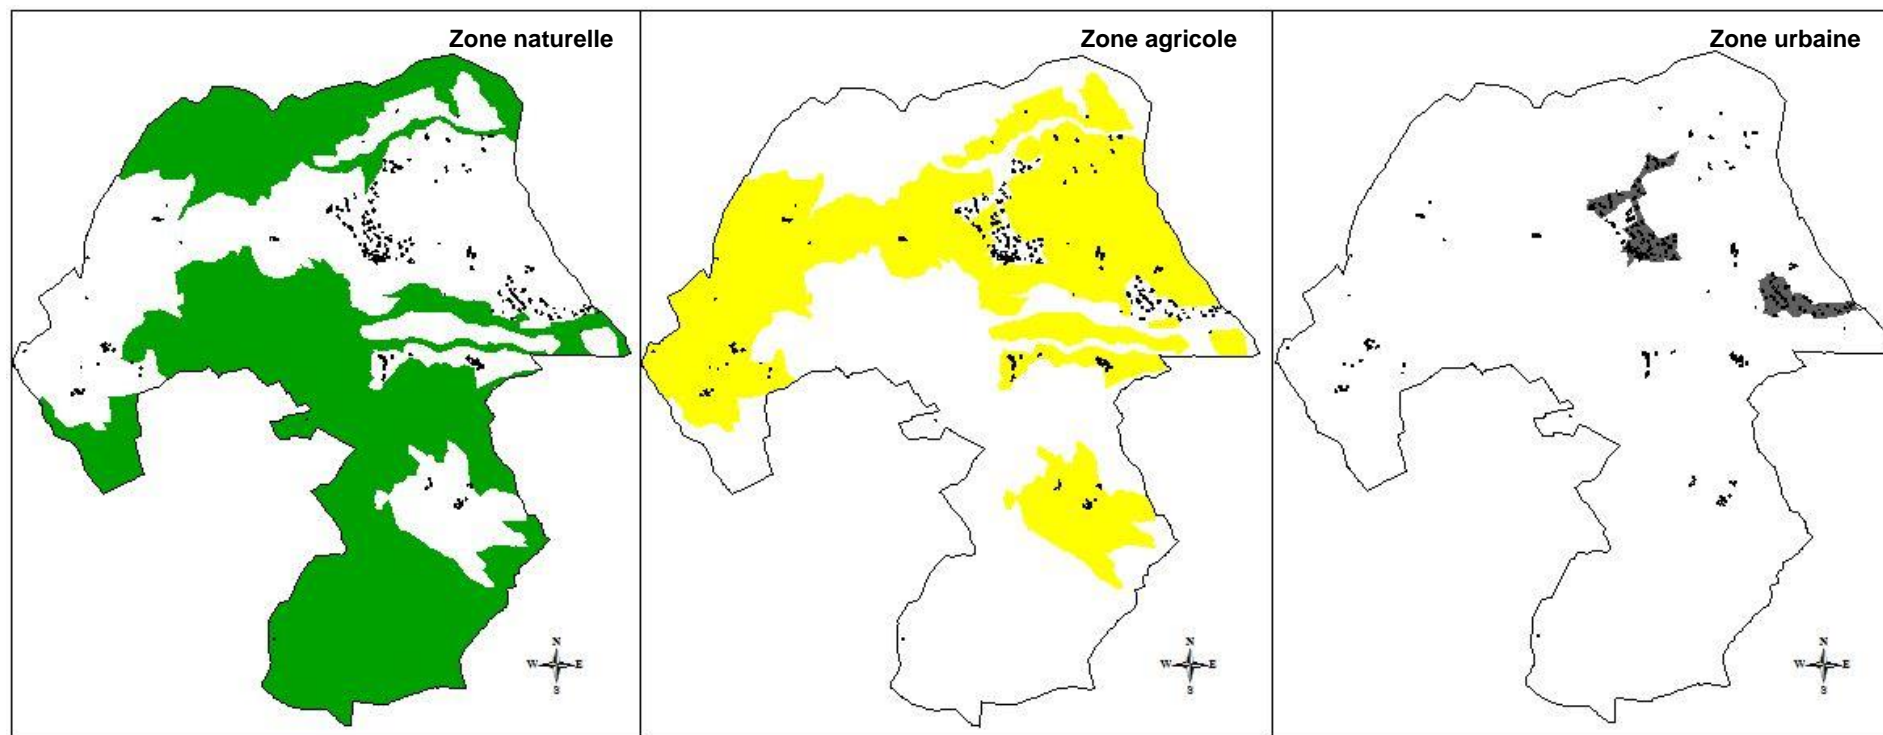 Zone naturelle
Zone agricole
Zone urbaine
N
W E
S
N
W E
S
N
W E
S